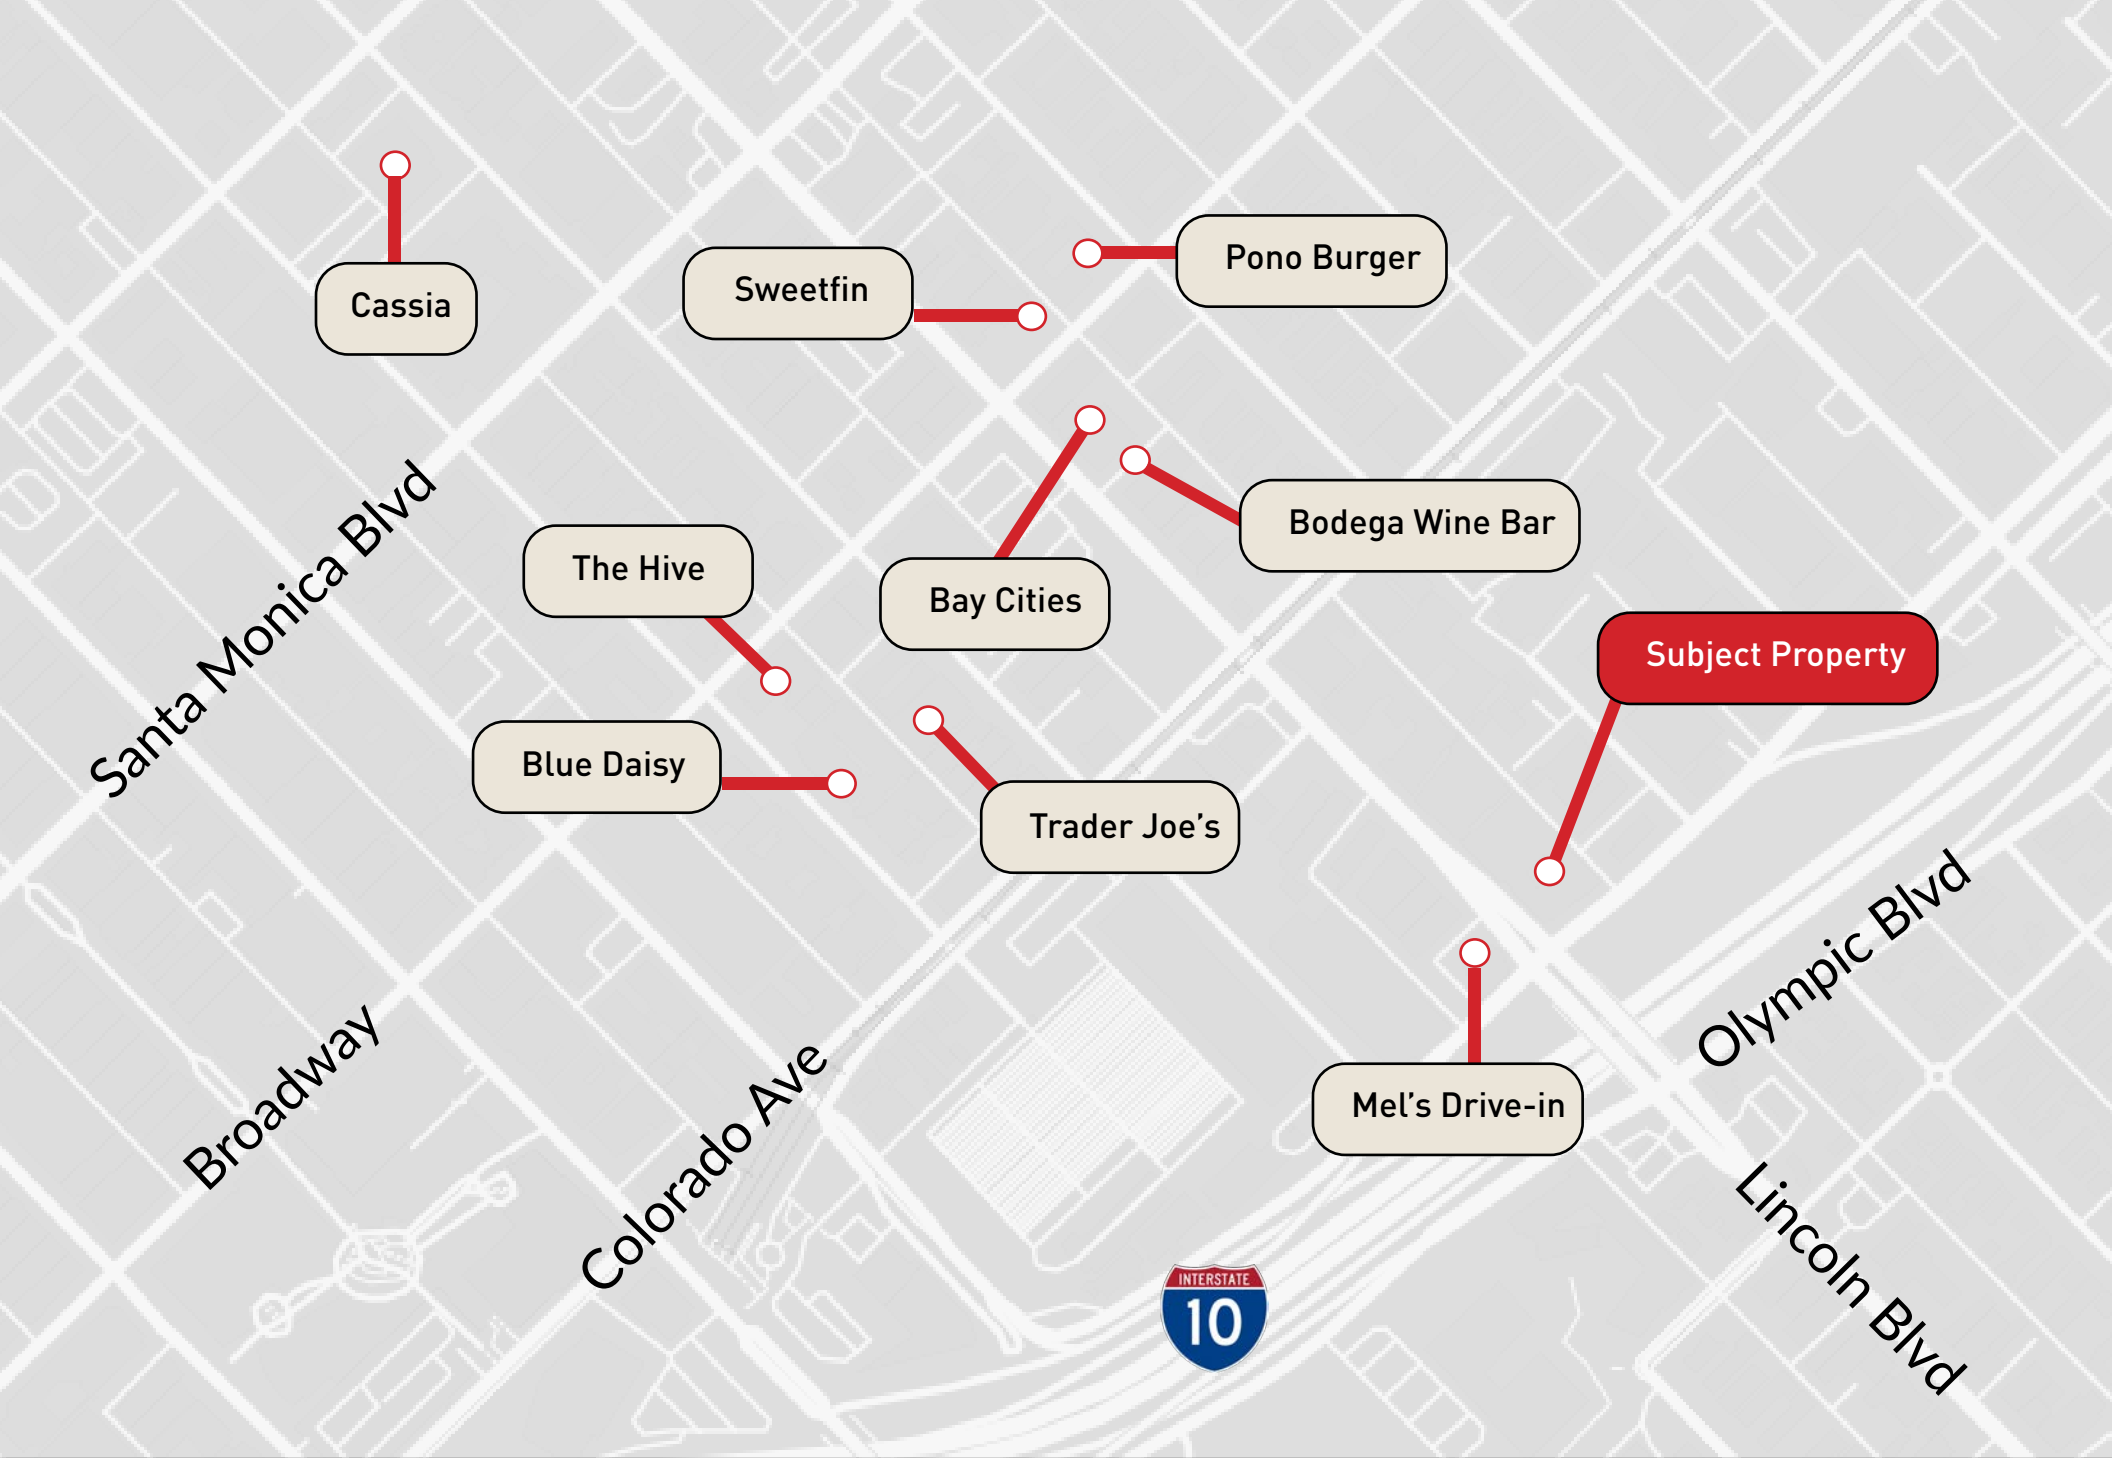 Cassia
Pono Burger
Sweetfin
Bodega Wine Bar
The Hive
Bay Cities
Santa Monica Blvd
Subject Property
Blue Daisy
Trader Joe’s
Olympic Blvd
Broadway
Colorado Ave
Mel’s Drive-in
INTERSTATE
10
Lincoln Blvd